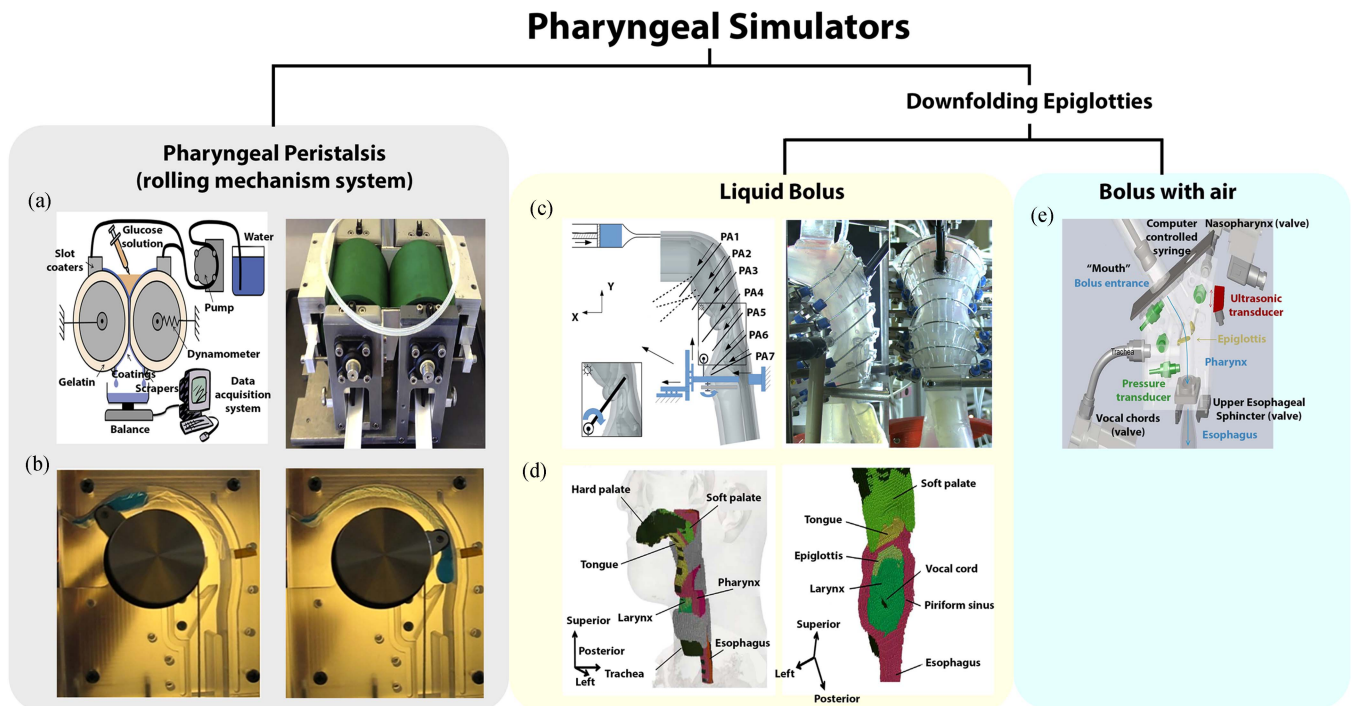 Pharyngeal Simulators
Downfolding Epiglotties
Pharyngeal Peristalsis
(rolling mechanism system)
(a)
Glucose
solution
Water
Slot
coaters
Pump
Dynamometer
Gelatin
Coatings
Scrapers
Data
acquisition
system
Balance
(b)
Liquid Bolus
(c)
PA1
PA2
PA3
PA4
PA5
PA6
PA7
Y
X
(d)
Hard palate
Soft palate
Tongue
Pharynx
Larynx
Superior
Posterior
Left
Trachea
Esophagus
Soft palate
Tongue
Epiglottis
Larynx
Vocal cord
Piriform sinus
Superior
Left
Posterior
Esophagus
Bolus with air
(e)
Computer
controlled
syringe
Nasopharynx (valve)
“Mouth”
Bolus entrance
Ultrasonic
transducer
Epiglottis
Trachea
Pharynx
Pressure
transducer
Vocal chords
(valve)
Upper Esophageal
Sphincter (valve)
Esophagus